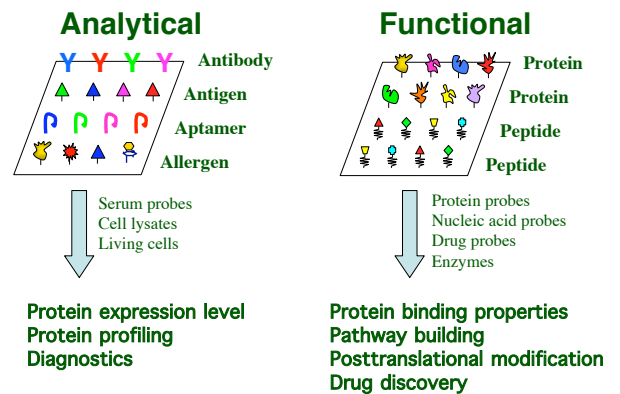 Analytical
Antibody
Antigen
Aptamer
Allergen
Serum probes
Cell lysates
Living cells
Protein expression level
Protein profiling
Diagnostics
Functional
Protein
Protein
Peptide
Peptide
Protein probes
Nucleic acid probes
Drug probes
Enzymes
Protein binding properties
Pathway building
Posttranslational modification
Drug discovery